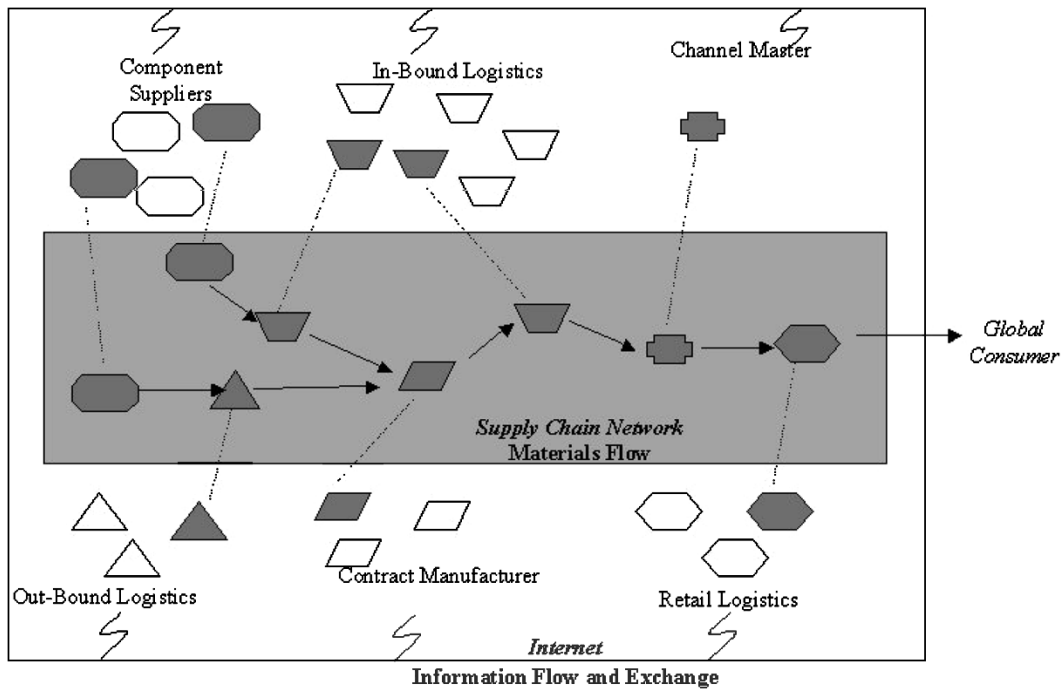 Component
Suppliers
In-Bound Logistics
Channel Master
Global
Consumer
Supply Chain Network
Materials Flow
Out-Bound Logistics
Contract Manufacturer
Retail Logistics
Internet
Information Flow and Exchange